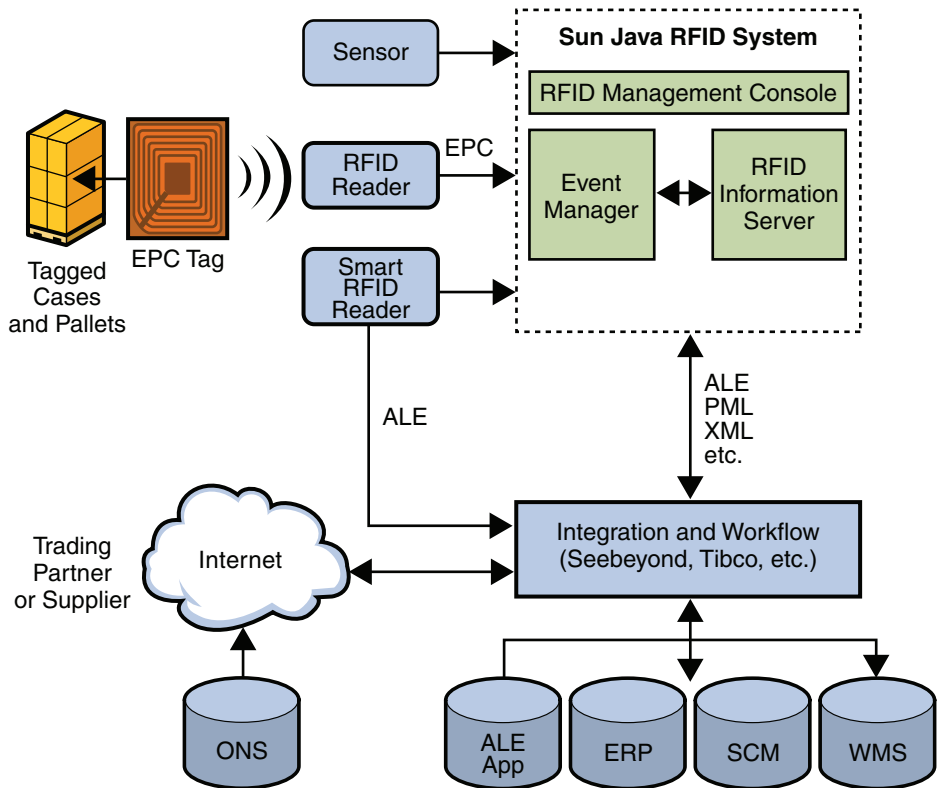 Sensor
Sun Java RFID System
RFID Management Console
EPC Tag
Tagged
Cases
and Pallets
RFID
Reader
EPC
Event
Manager
RFID
Information
Server
Smart
RFID
Reader
ALE
ALE
PML
XML
etc.
Trading
Partner
or Supplier
Internet
Integration and Workflow
(Seebeyond, Tibco, etc.)
ONS
ALE
App
ERP
SCM
WMS